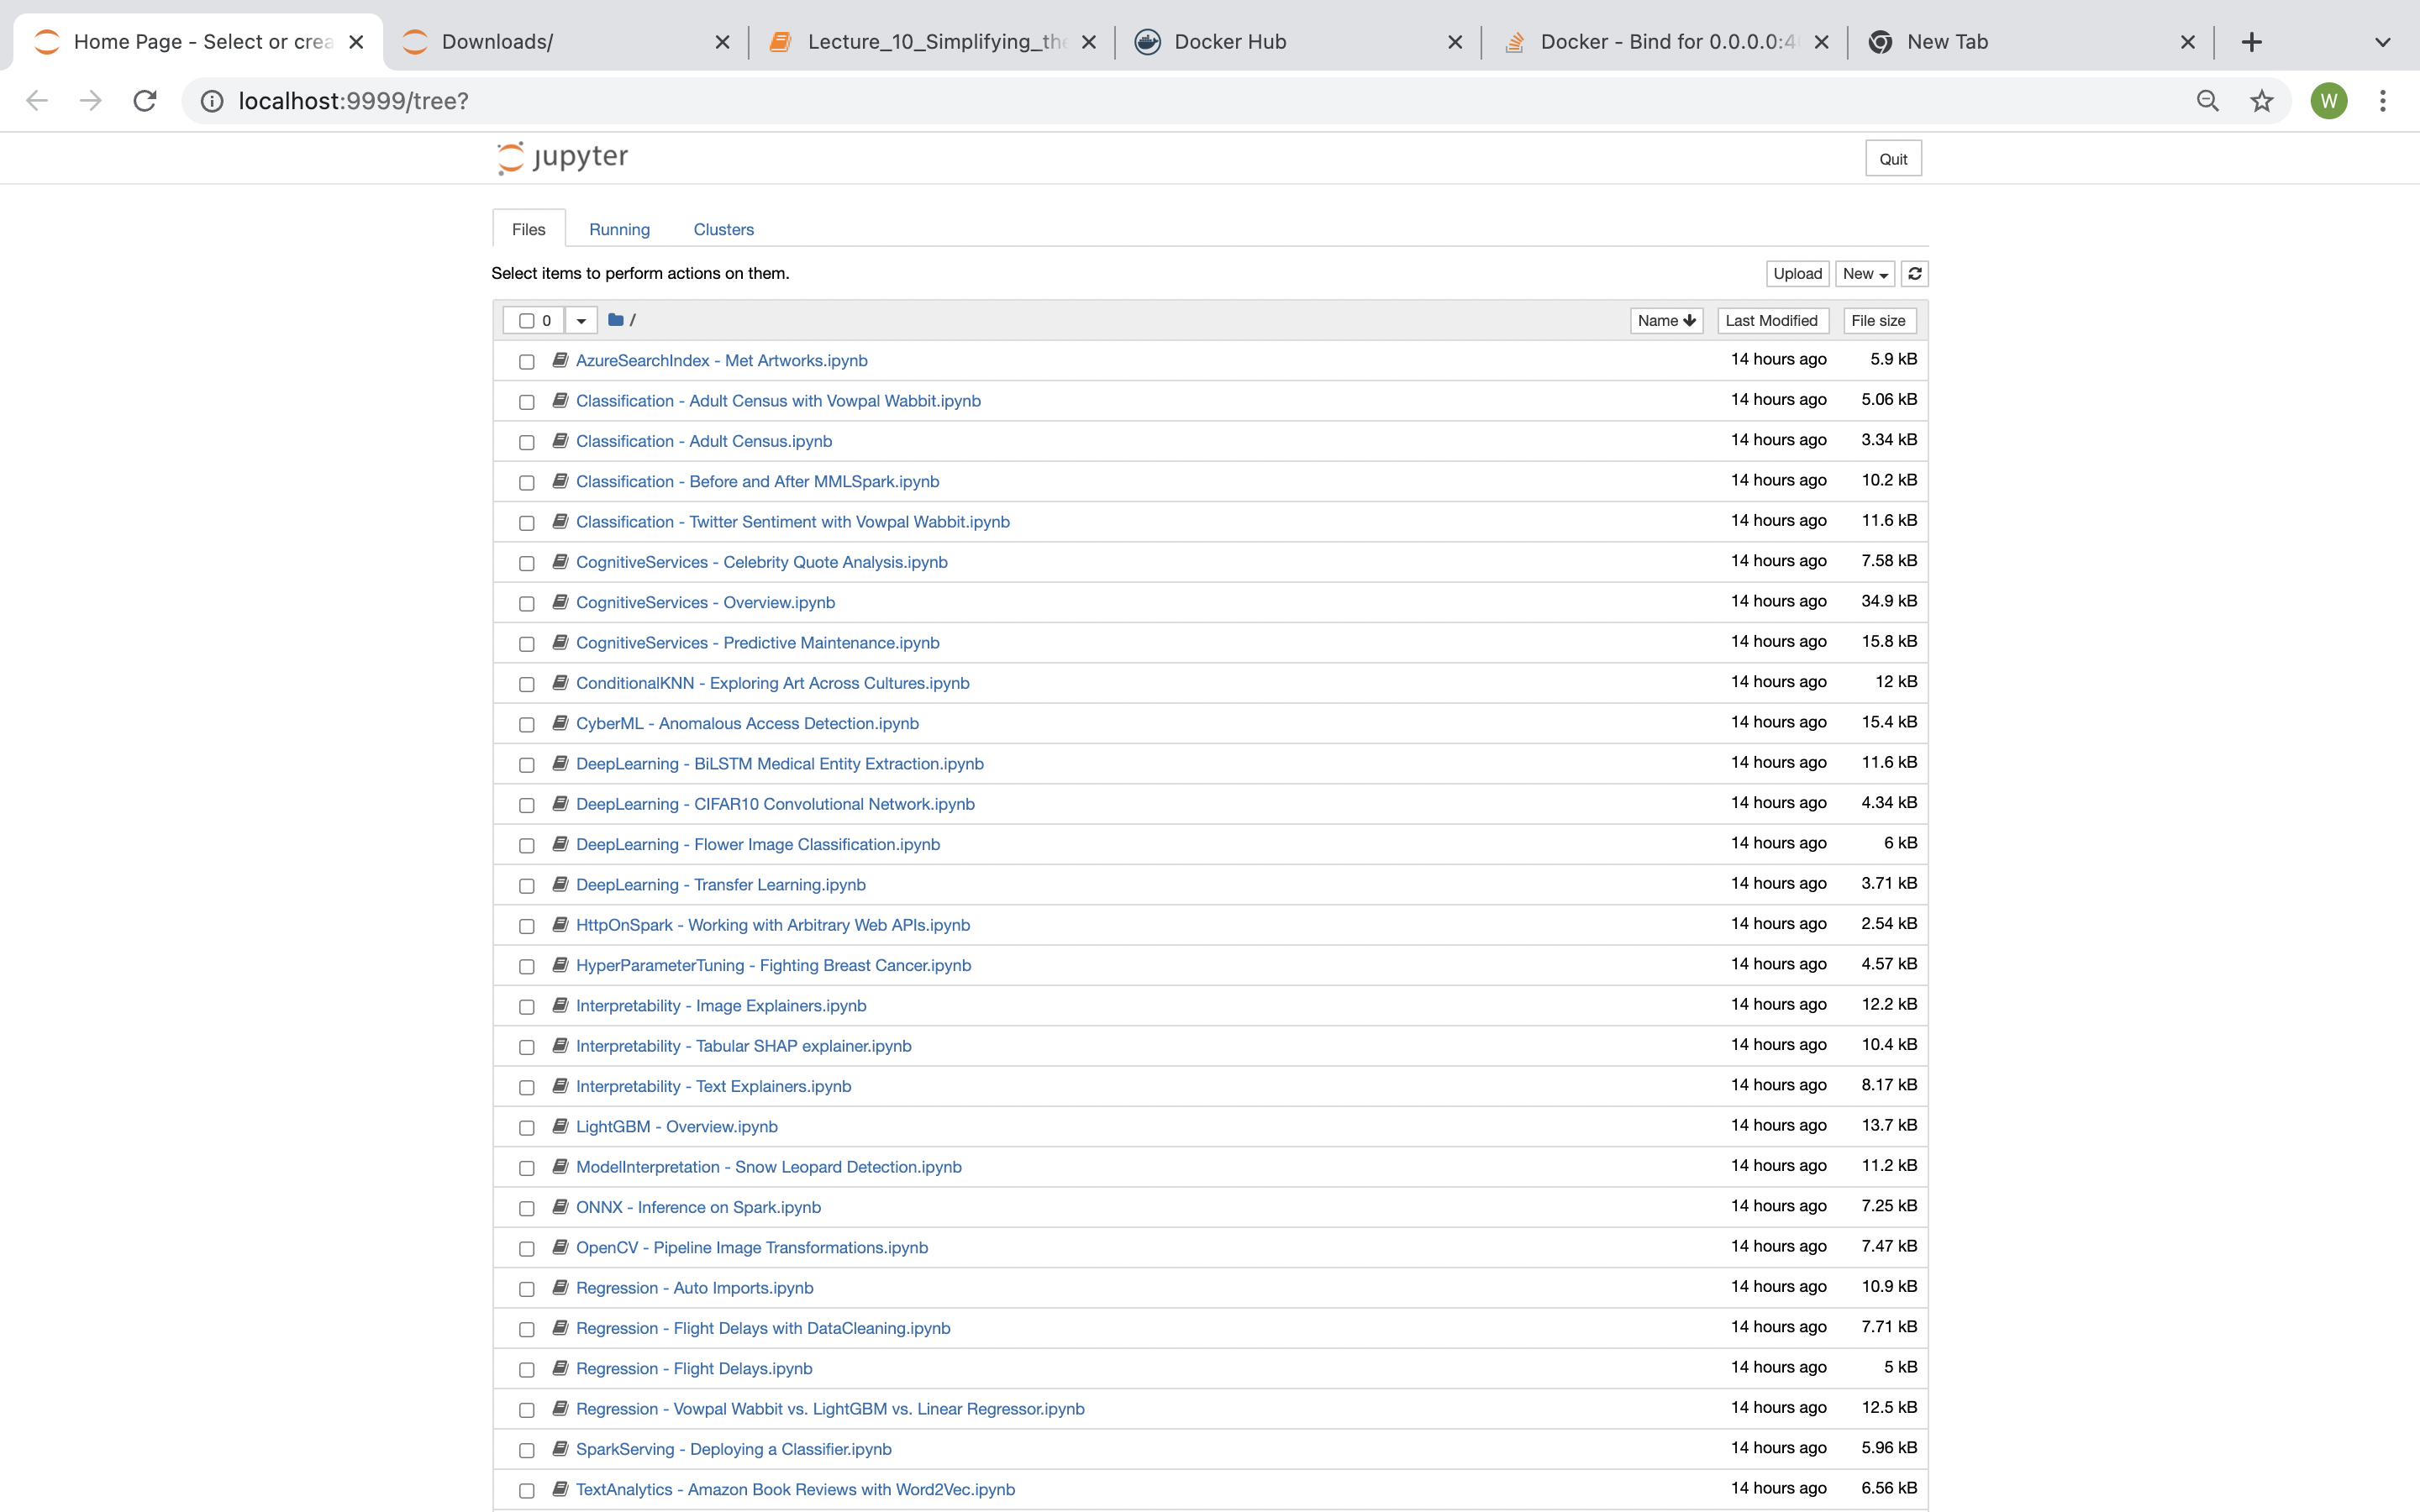 Home Page - Select or crea
Downloads/
Lecture_10_Simplifying_the
Docker Hub
Docker - Bind for 0.0.0.0:4
New Tab
localhost:9999/tree?
W
jupyter
Quit
Files Running Clusters
Select items to perform actions on them.
Upload New
0 / Name Last Modified File size
AzureSearchIndex - Met Artworks.ipynb 14 hours ago 5.9 kB
Classification - Adult Census with Vowpal Wabbit.ipynb 14 hours ago 5.06 kB
Classification - Adult Census.ipynb 14 hours ago 3.34 kB
Classification - Before and After MMLSpark.ipynb 14 hours ago 10.2 kB
Classification - Twitter Sentiment with Vowpal Wabbit.ipynb 14 hours ago 11.6 kB
CognitiveServices - Celebrity Quote Analysis.ipynb 14 hours ago 7.58 kB
CognitiveServices - Overview.ipynb 14 hours ago 34.9 kB
CognitiveServices - Predictive Maintenance.ipynb 14 hours ago 15.8 kB
ConditionalKNN - Exploring Art Across Cultures.ipynb 14 hours ago 12 kB
CyberML - Anomalous Access Detection.ipynb 14 hours ago 15.4 kB
DeepLearning - BiLSTM Medical Entity Extraction.ipynb 14 hours ago 11.6 kB
DeepLearning - CIFAR10 Convolutional Network.ipynb 14 hours ago 4.34 kB
DeepLearning - Flower Image Classification.ipynb 14 hours ago 6 kB
DeepLearning - Transfer Learning.ipynb 14 hours ago 3.71 kB
HttpOnSpark - Working with Arbitrary Web APIs.ipynb 14 hours ago 2.54 kB
HyperParameterTuning - Fighting Breast Cancer.ipynb 14 hours ago 4.57 kB
Interpretability - Image Explainers.ipynb 14 hours ago 12.2 kB
Interpretability - Tabular SHAP explainer.ipynb 14 hours ago 10.4 kB
Interpretability - Text Explainers.ipynb 14 hours ago 8.17 kB
LightGBM - Overview.ipynb 14 hours ago 13.7 kB
ModelInterpretation - Snow Leopard Detection.ipynb 14 hours ago 11.2 kB
ONNX - Inference on Spark.ipynb 14 hours ago 7.25 kB
OpenCV - Pipeline Image Transformations.ipynb 14 hours ago 7.47 kB
Regression - Auto Imports.ipynb 14 hours ago 10.9 kB
Regression - Flight Delays with DataCleaning.ipynb 14 hours ago 7.71 kB
Regression - Flight Delays.ipynb 14 hours ago 5 kB
Regression - Vowpal Wabbit vs. LightGBM vs. Linear Regressor.ipynb 14 hours ago 12.5 kB
SparkServing - Deploying a Classifier.ipynb 14 hours ago 5.96 kB
TextAnalytics - Amazon Book Reviews with Word2Vec.ipynb 14 hours ago 6.56 kB